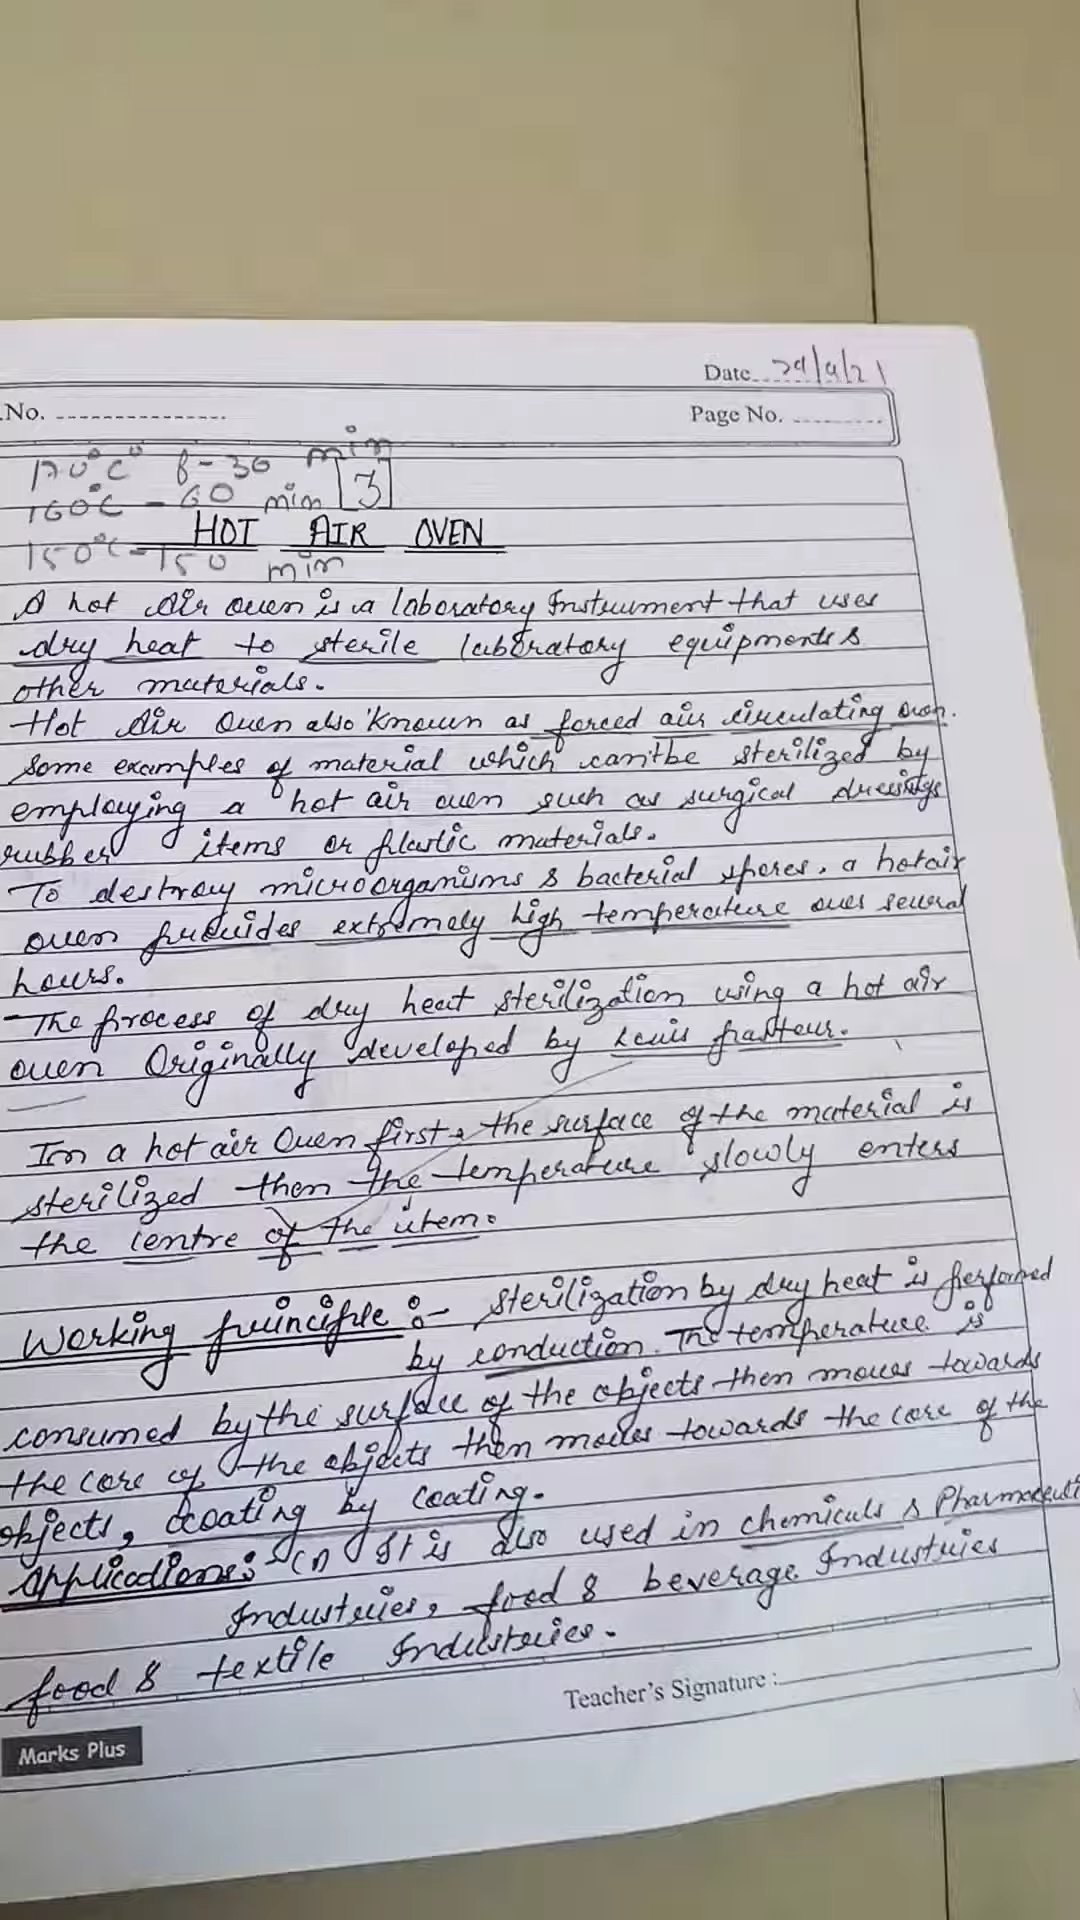 Date 29/9/21
No.
Page No.
170°C - 30 min
160°C - 60 min [3]
HOT AIR OVEN
150°C - 150 min
A hot Air oven is a laboratory Instrument that uses
dry heat to sterile laboratory equipments &
other materials.
Hot Air Oven also Known as forced air circulating oven.
Some examples of material which can'tbe sterilized by
employing a hot air oven such as surgical dressings
rubber items or plastic materials.
To destroy microorganisms & bacterial spores, a hotair
oven provides extremely high temperature over several
hours.
- The process of dry heat sterilization using a hot air
oven Originally developed by Louis pasteur.
In a hot air Oven first, the surface of the material is
sterilized then the temperature slowly enters
the centre of the item.
Working principle :- sterilization by dry heat is performed
by conduction. The temperature is
consumed by the surface of the objects then moves towards
the core of the objects then moves towards the core of the
objects, coating by coating.
Applications:- (1) It is also used in chemicals & Pharmaceuti
Industries, food & beverage Industries
food & textile Industries.
Teacher's Signature :
Marks Plus